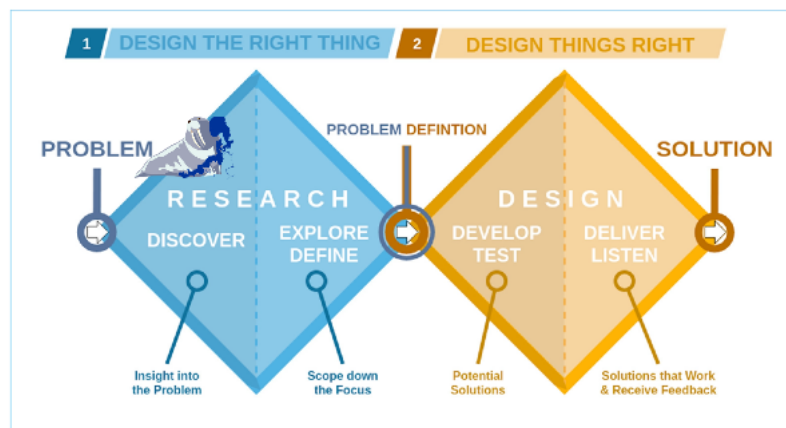 1 DESIGN THE RIGHT THING 2 DESIGN THINGS RIGHT
PROBLEM DEFINTION
PROBLEM SOLUTION
RESEARCH DESIGN
DISCOVER
EXPLORE
DEFINE
DEVELOP
TEST
DELIVER
LISTEN
Insight into
the Problem
Scope down
the Focus
Potential
Solutions
Solutions that Work
& Receive Feedback